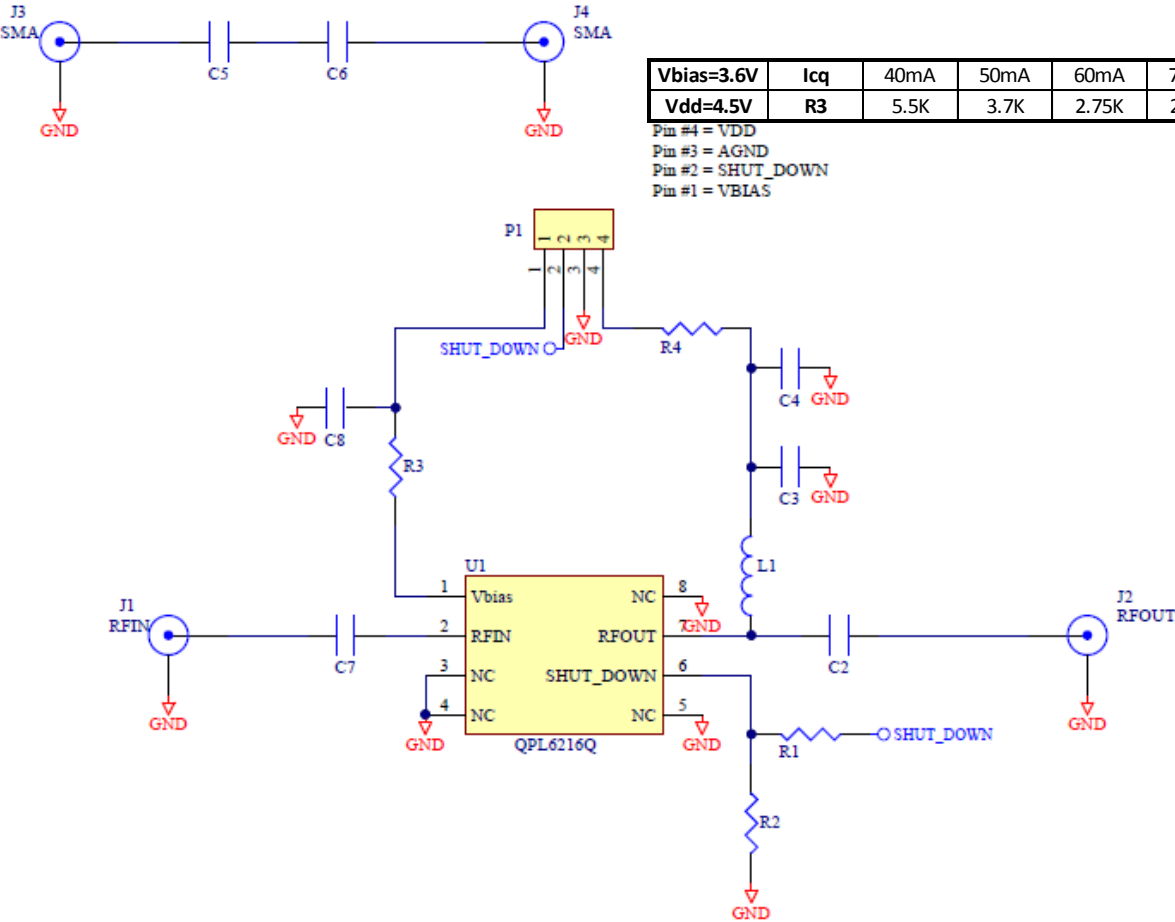 J3
SMA
J4
SMA
C5
C6
GND
GND
Vbias=3.6V Icq 40mA 50mA 60mA
Vdd=4.5V R3 5.5K 3.7K 2.75K
Pin #4 = VDD
Pin #3 = AGND
Pin #2 = SHUT_DOWN
Pin #1 = VBIAS
P1
1 2 3 4
1 2 3 4
GND
SHUT_DOWN
R4
C4
GND
GND
C8
R3
C3
GND
U1
L1
1 Vbias
NC 8
GND
J1
RFIN
J2
RFOUT
2 RFIN
RFOUT 7
C7
C2
3 NC
SHUT_DOWN 6
4 NC
NC 5
GND
GND
GND
GND
QPL6216Q
R1
SHUT_DOWN
R2
GND